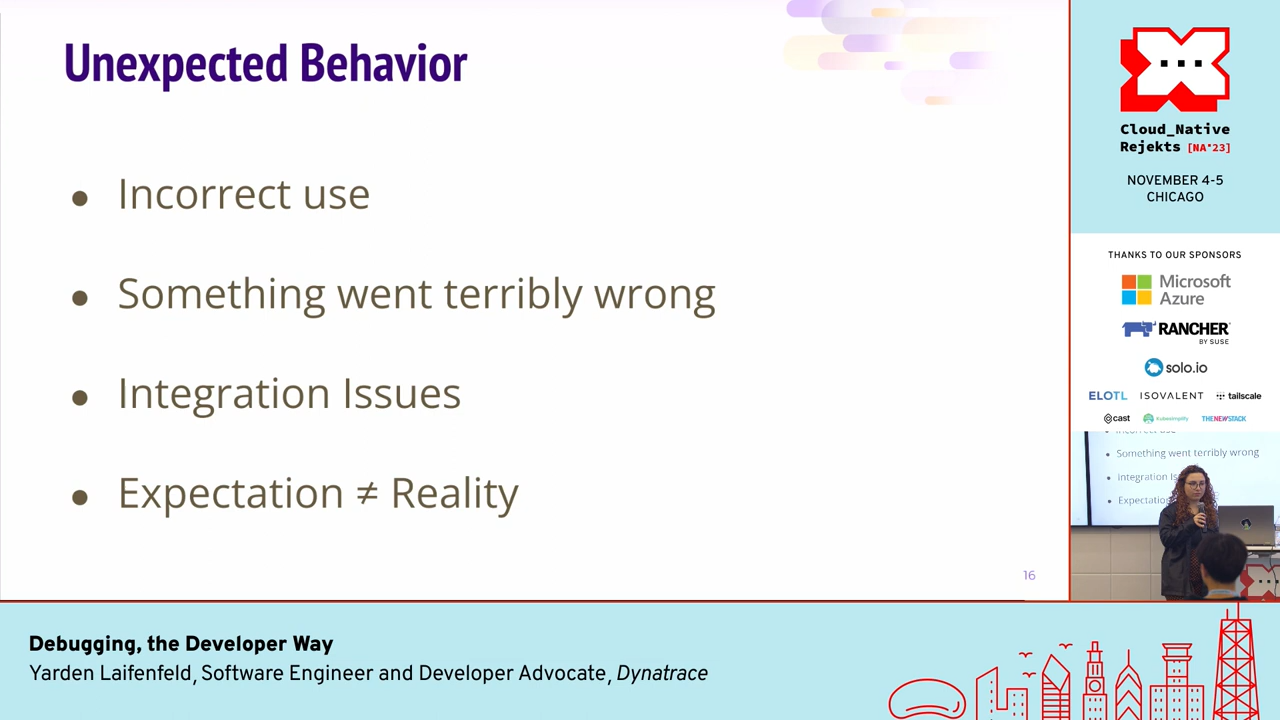 Unexpected Behavior
● Incorrect use
● Something went terribly wrong
● Integration Issues
● Expectation ≠ Reality
16
Debugging, the Developer Way
Yarden Laifenfeld, Software Engineer and Developer Advocate, Dynatrace
Cloud_Native
Rejekts [NA'23]
NOVEMBER 4-5
CHICAGO
THANKS TO OUR SPONSORS
Microsoft
Azure
RANCHER
BY SUSE
solo.io
ELOTL ISOVALENT tailscale
cast kubesimplify THENEWSTACK
Something went terribly wrong
Integration Is
Expectation